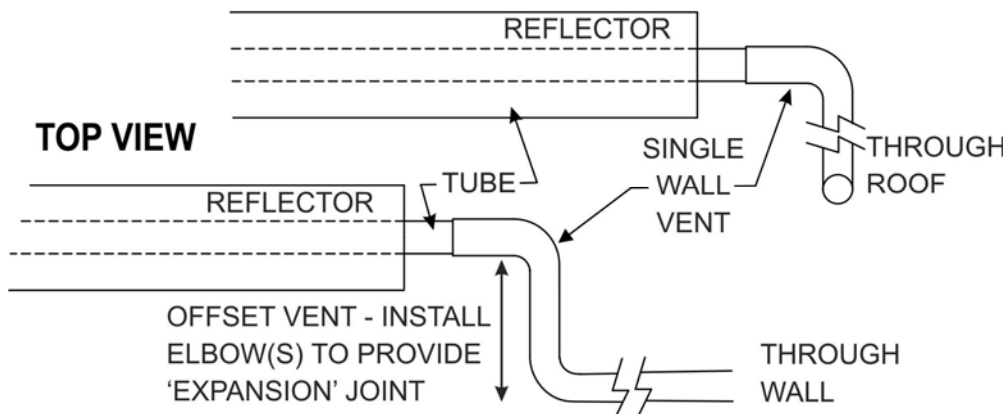 REFLECTOR
TOP VIEW
SINGLE
WALL
VENT
THROUGH
ROOF
TUBE
REFLECTOR
OFFSET VENT - INSTALL
ELBOW(S) TO PROVIDE
‘EXPANSION’ JOINT
THROUGH
WALL